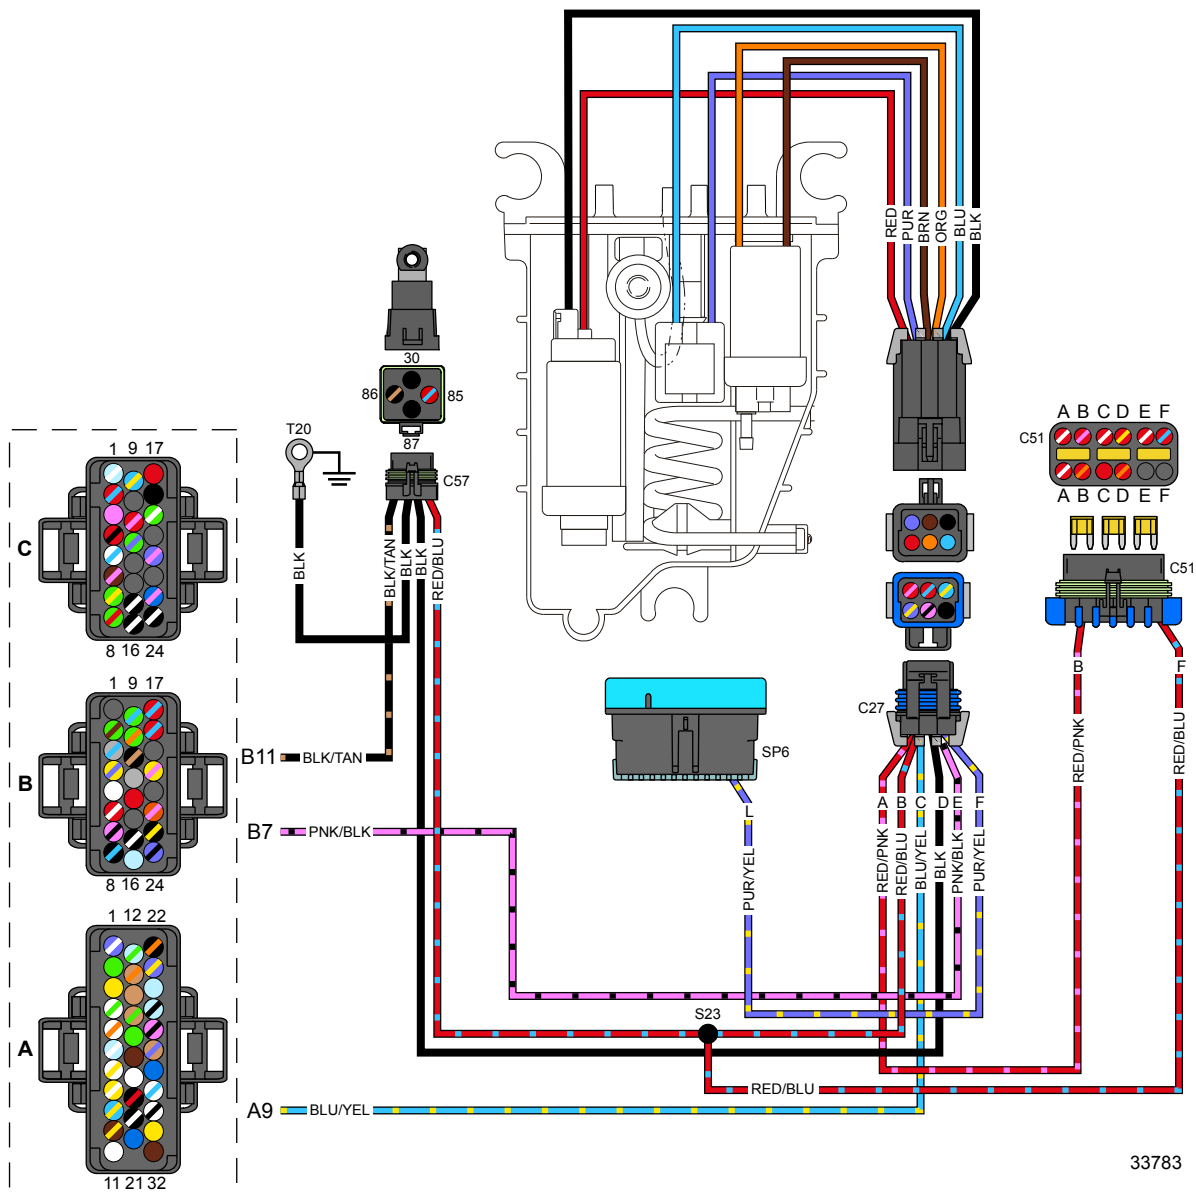 RED
PUR
BRN
ORG
BLU
BLK
30
86
85
87
T20
C57
BLK
BLK/TAN
BLK
BLK
RED/BLU
A B C D E F
C51
A B C D E F
C51
B
F
RED/PNK
RED/BLU
1 9 17
C
8 16 24
1 9 17
B
8 16 24
1 12 22
A
11 21 32
B11
BLK/TAN
B7
PNK/BLK
A9
BLU/YEL
SP6
L
PUR/YEL
C27
A B C D E F
RED/PNK
RED/BLU
BLU/YEL
BLK
PNK/BLK
PUR/YEL
S23
RED/BLU
33783